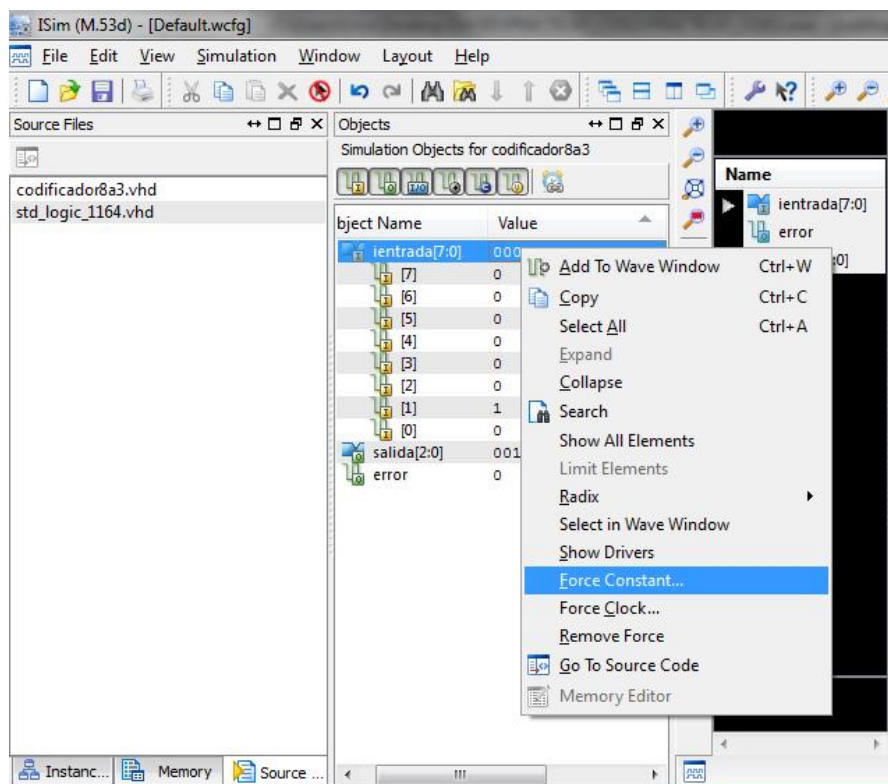 ISim (M.53d) - [Default.wcfg]
File Edit View Simulation Window Layout Help
Source Files
codificador8a3.vhd
std_logic_1164.vhd
Instanc... Memory Source ...
Objects
Simulation Objects for codificador8a3
bject Name Value
ientrada[7:0] 000
[7] 0
[6] 0
[5] 0
[4] 0
[3] 0
[2] 0
[1] 1
[0] 0
salida[2:0] 001
error 0
Add To Wave Window Ctrl+W
Copy Ctrl+C
Select All Ctrl+A
Expand
Collapse
Search
Show All Elements
Limit Elements
Radix
Select in Wave Window
Show Drivers
Force Constant...
Force Clock...
Remove Force
Go To Source Code
Memory Editor
Name
ientrada[7:0]
error
:0]